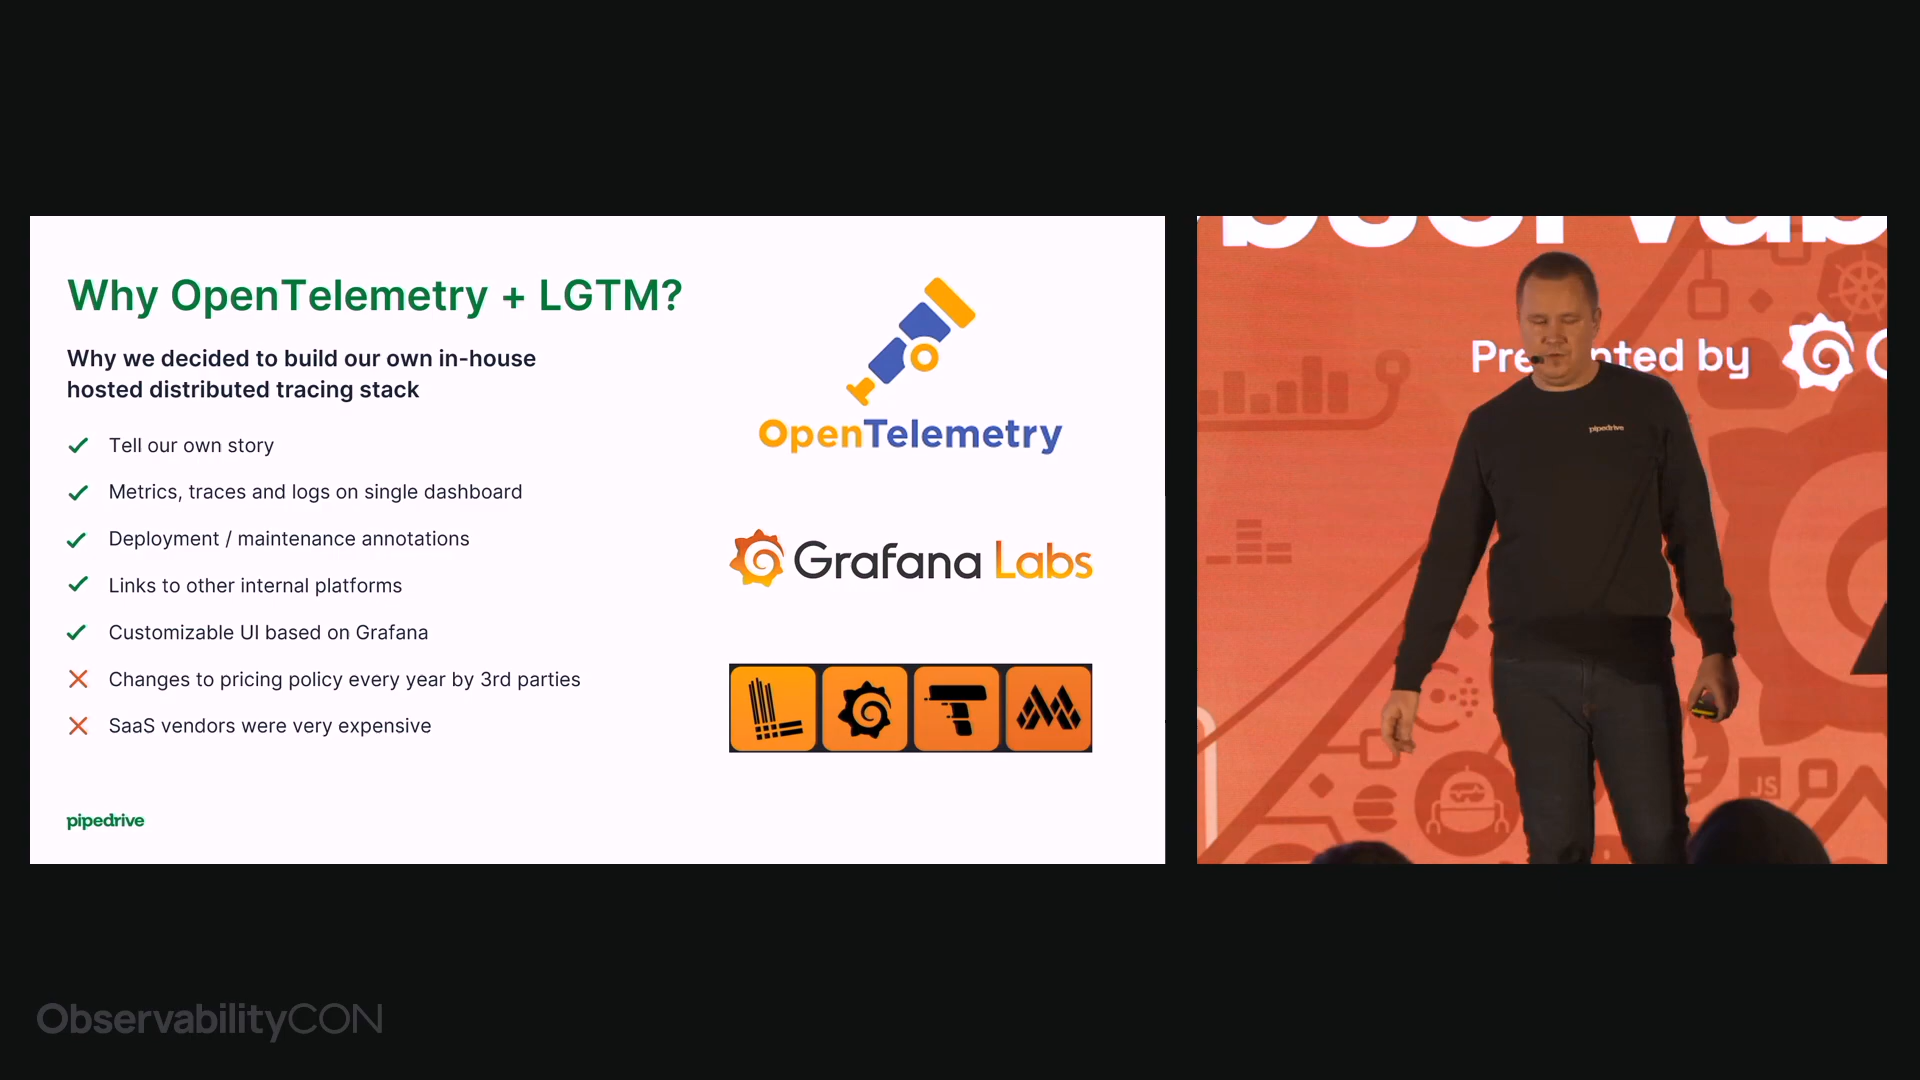 Why OpenTelemetry + LGTM?
Why we decided to build our own in-house
hosted distributed tracing stack
Tell our own story
Metrics, traces and logs on single dashboard
Deployment / maintenance annotations
Links to other internal platforms
Customizable UI based on Grafana
Changes to pricing policy every year by 3rd parties
SaaS vendors were very expensive
pipedrive
OpenTelemetry
Grafana Labs
pipedrive
by
JS
ObservabilityCON